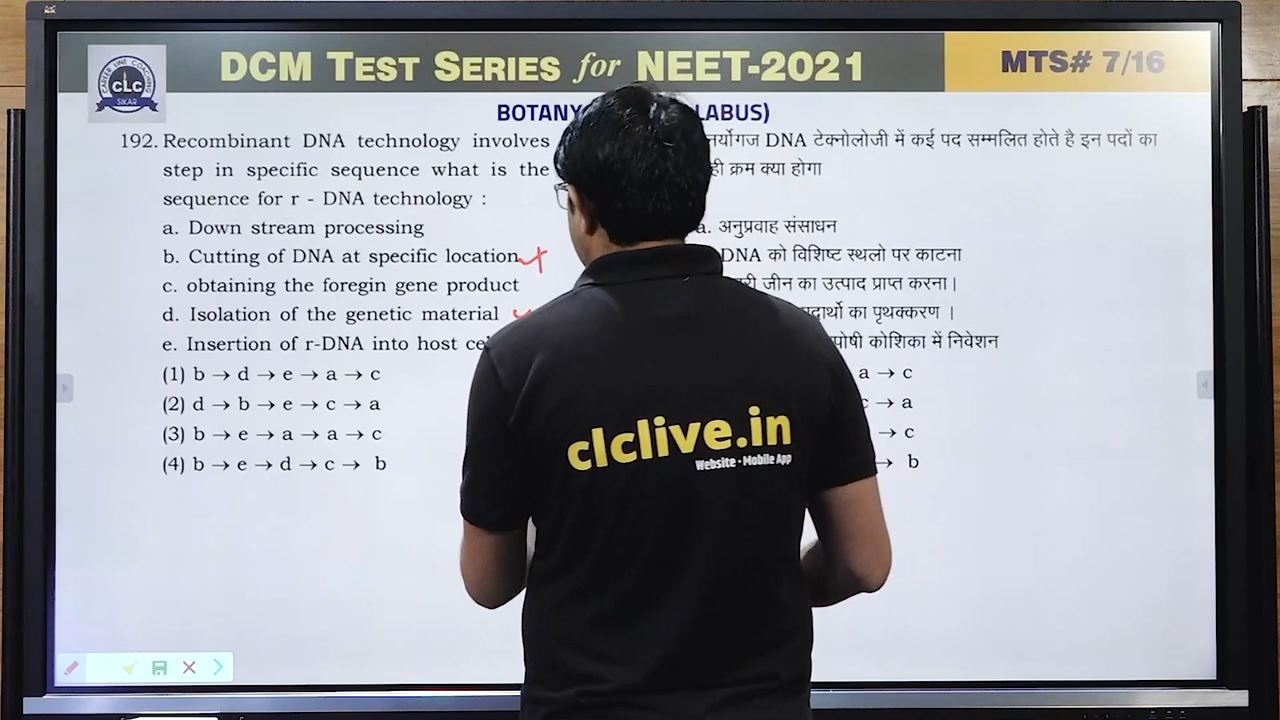 DCM TEST SERIES for NEET-2021
MTS# 7/16
CAREER LINE COACHING
CLC
SIKAR
BOTANY LABUS)
192. Recombinant DNA technology involves
step in specific sequence what is the
sequence for r - DNA technology :
a. Down stream processing
b. Cutting of DNA at specific location
c. obtaining the foregin gene product
d. Isolation of the genetic material
e. Insertion of r-DNA into host
(1) b → d → e → a → c
(2) d → b → e → c → a
(3) b → e → a → a → c
(4) b → e → d → c → b
DNA टेक्नोलोजी में कई पद सम्मलित होते है इन पदों का
क्रम क्या होगा
a. अनुप्रवाह संसाधन
DNA को विशिष्ट स्थलो पर काटना
जीन का उत्पाद प्राप्त करना।
का पृथक्करण ।
कोशिका में निवेशन
a → c
→ a
→ c
→ b
clclive.in
Website - Mobile App